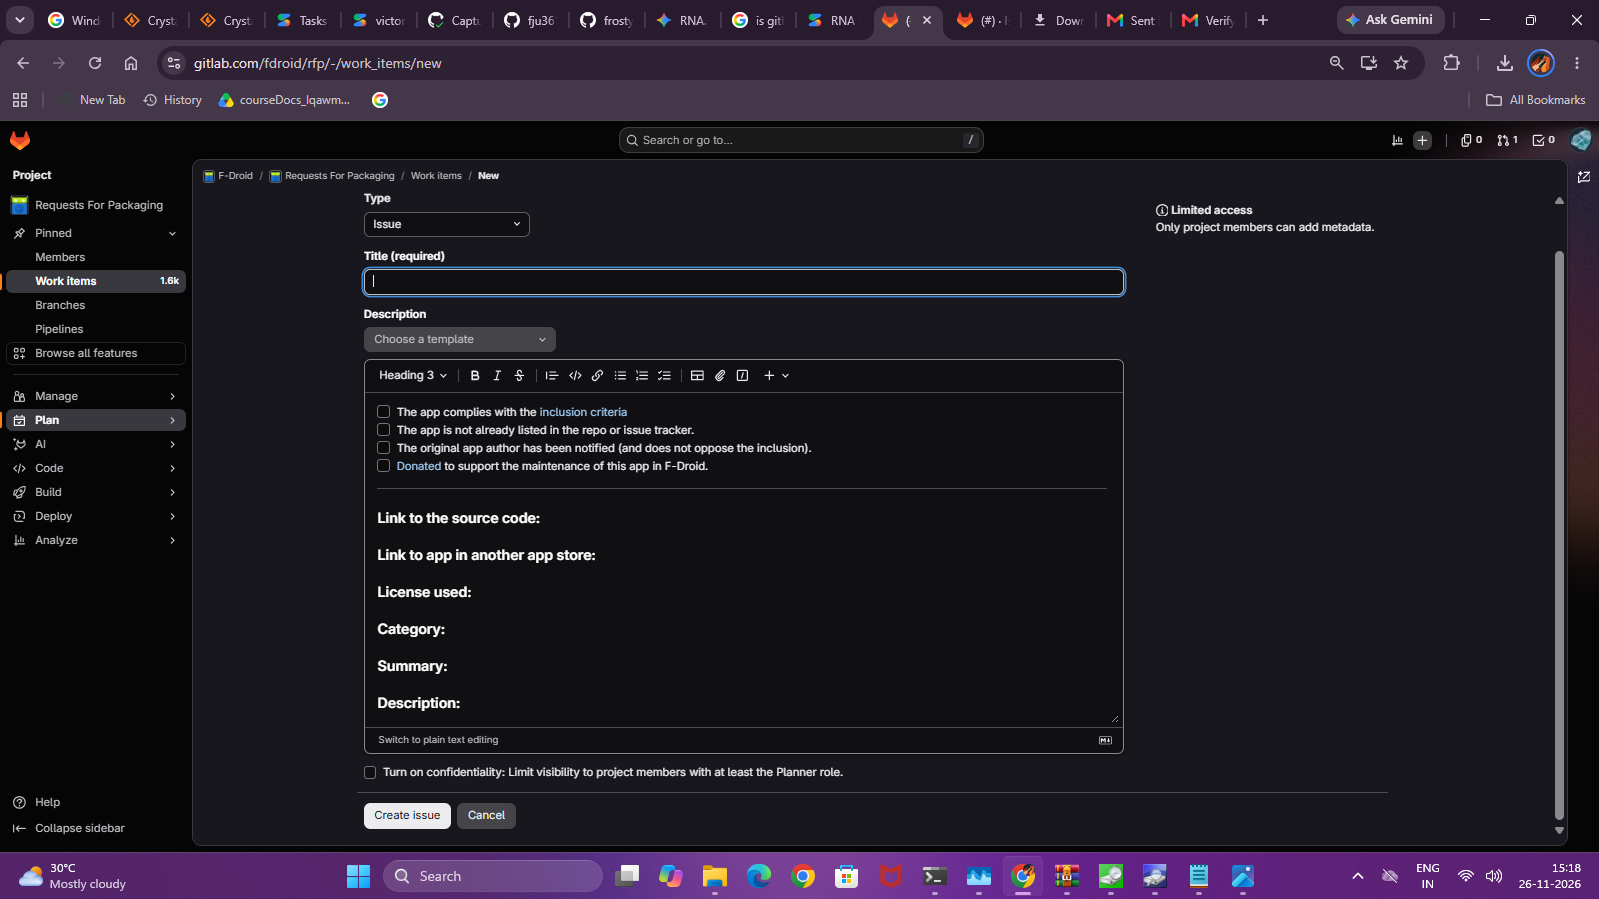 Wind
Cryst
Cryst
Tasks
victor
Captu
fju36
frosty
RNA
is git
RNA
(#) · I
Down
Sent
Verify
Ask Gemini
gitlab.com/fdroid/rfp/-/work_items/new
New Tab
History
courseDocs_lqawm...
All Bookmarks
Search or go to...
/
0
1
0
Project
Requests For Packaging
Pinned
Members
Work items 1.6k
Branches
Pipelines
Browse all features
Manage
Plan
AI
Code
Build
Deploy
Analyze
Help
Collapse sidebar
F-Droid / Requests For Packaging / Work items / New
Type
Issue
Title (required)
Description
Choose a template
Heading 3
The app complies with the inclusion criteria
The app is not already listed in the repo or issue tracker.
The original app author has been notified (and does not oppose the inclusion).
Donated to support the maintenance of this app in F-Droid.
Link to the source code:
Link to app in another app store:
License used:
Category:
Summary:
Description:
Switch to plain text editing
Turn on confidentiality: Limit visibility to project members with at least the Planner role.
Create issue
Cancel
Limited access
Only project members can add metadata.
30°C
Mostly cloudy
Search
ENG
IN
15:18
26-11-2026